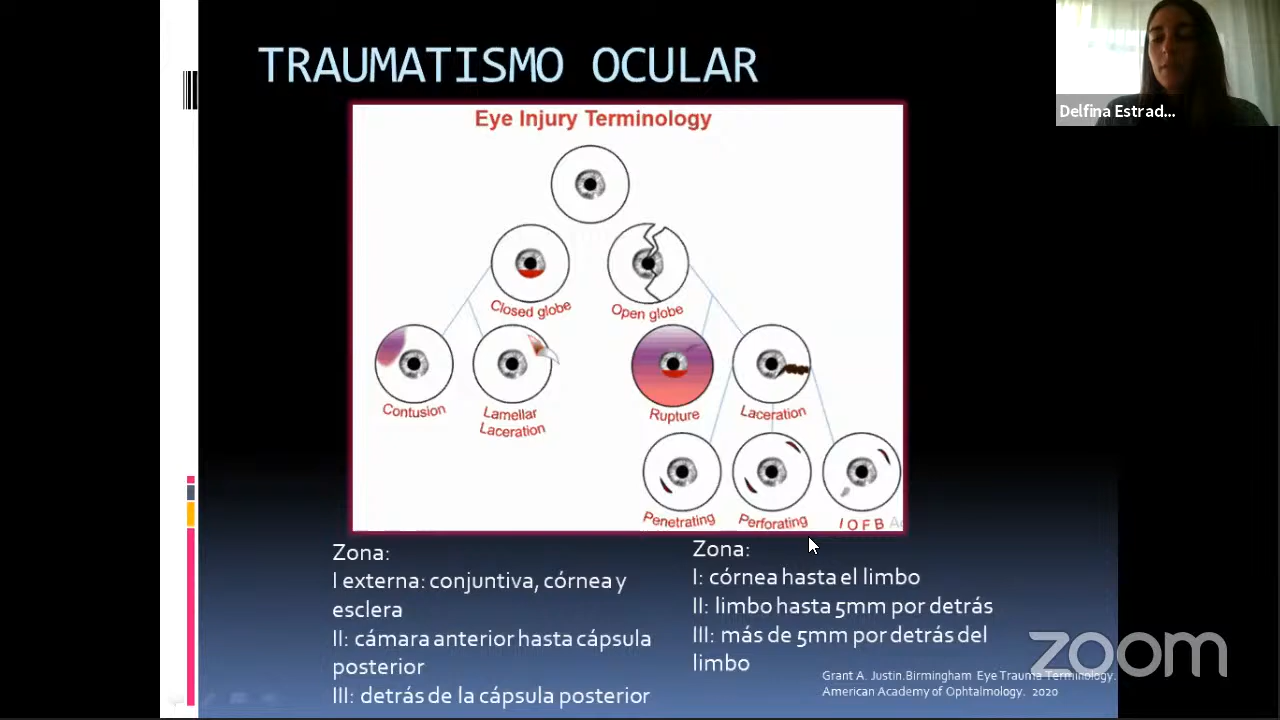 TRAUMATISMO OCULAR
Delfina Estrad...
Eye Injury Terminology
Closed globe
Open globe
Contusion
Lamellar
Laceration
Rupture
Laceration
Penetrating
Perforating
I O F B
Zona:
I externa: conjuntiva, córnea y
esclera
II: cámara anterior hasta cápsula
posterior
III: detrás de la cápsula posterior
Zona:
I: córnea hasta el limbo
II: limbo hasta 5mm por detrás
III: más de 5mm por detrás del
limbo
Grant A. Justin.Birmingham Eye Trauma Terminology.
American Academy of Ophtalmology. 2020
zoom